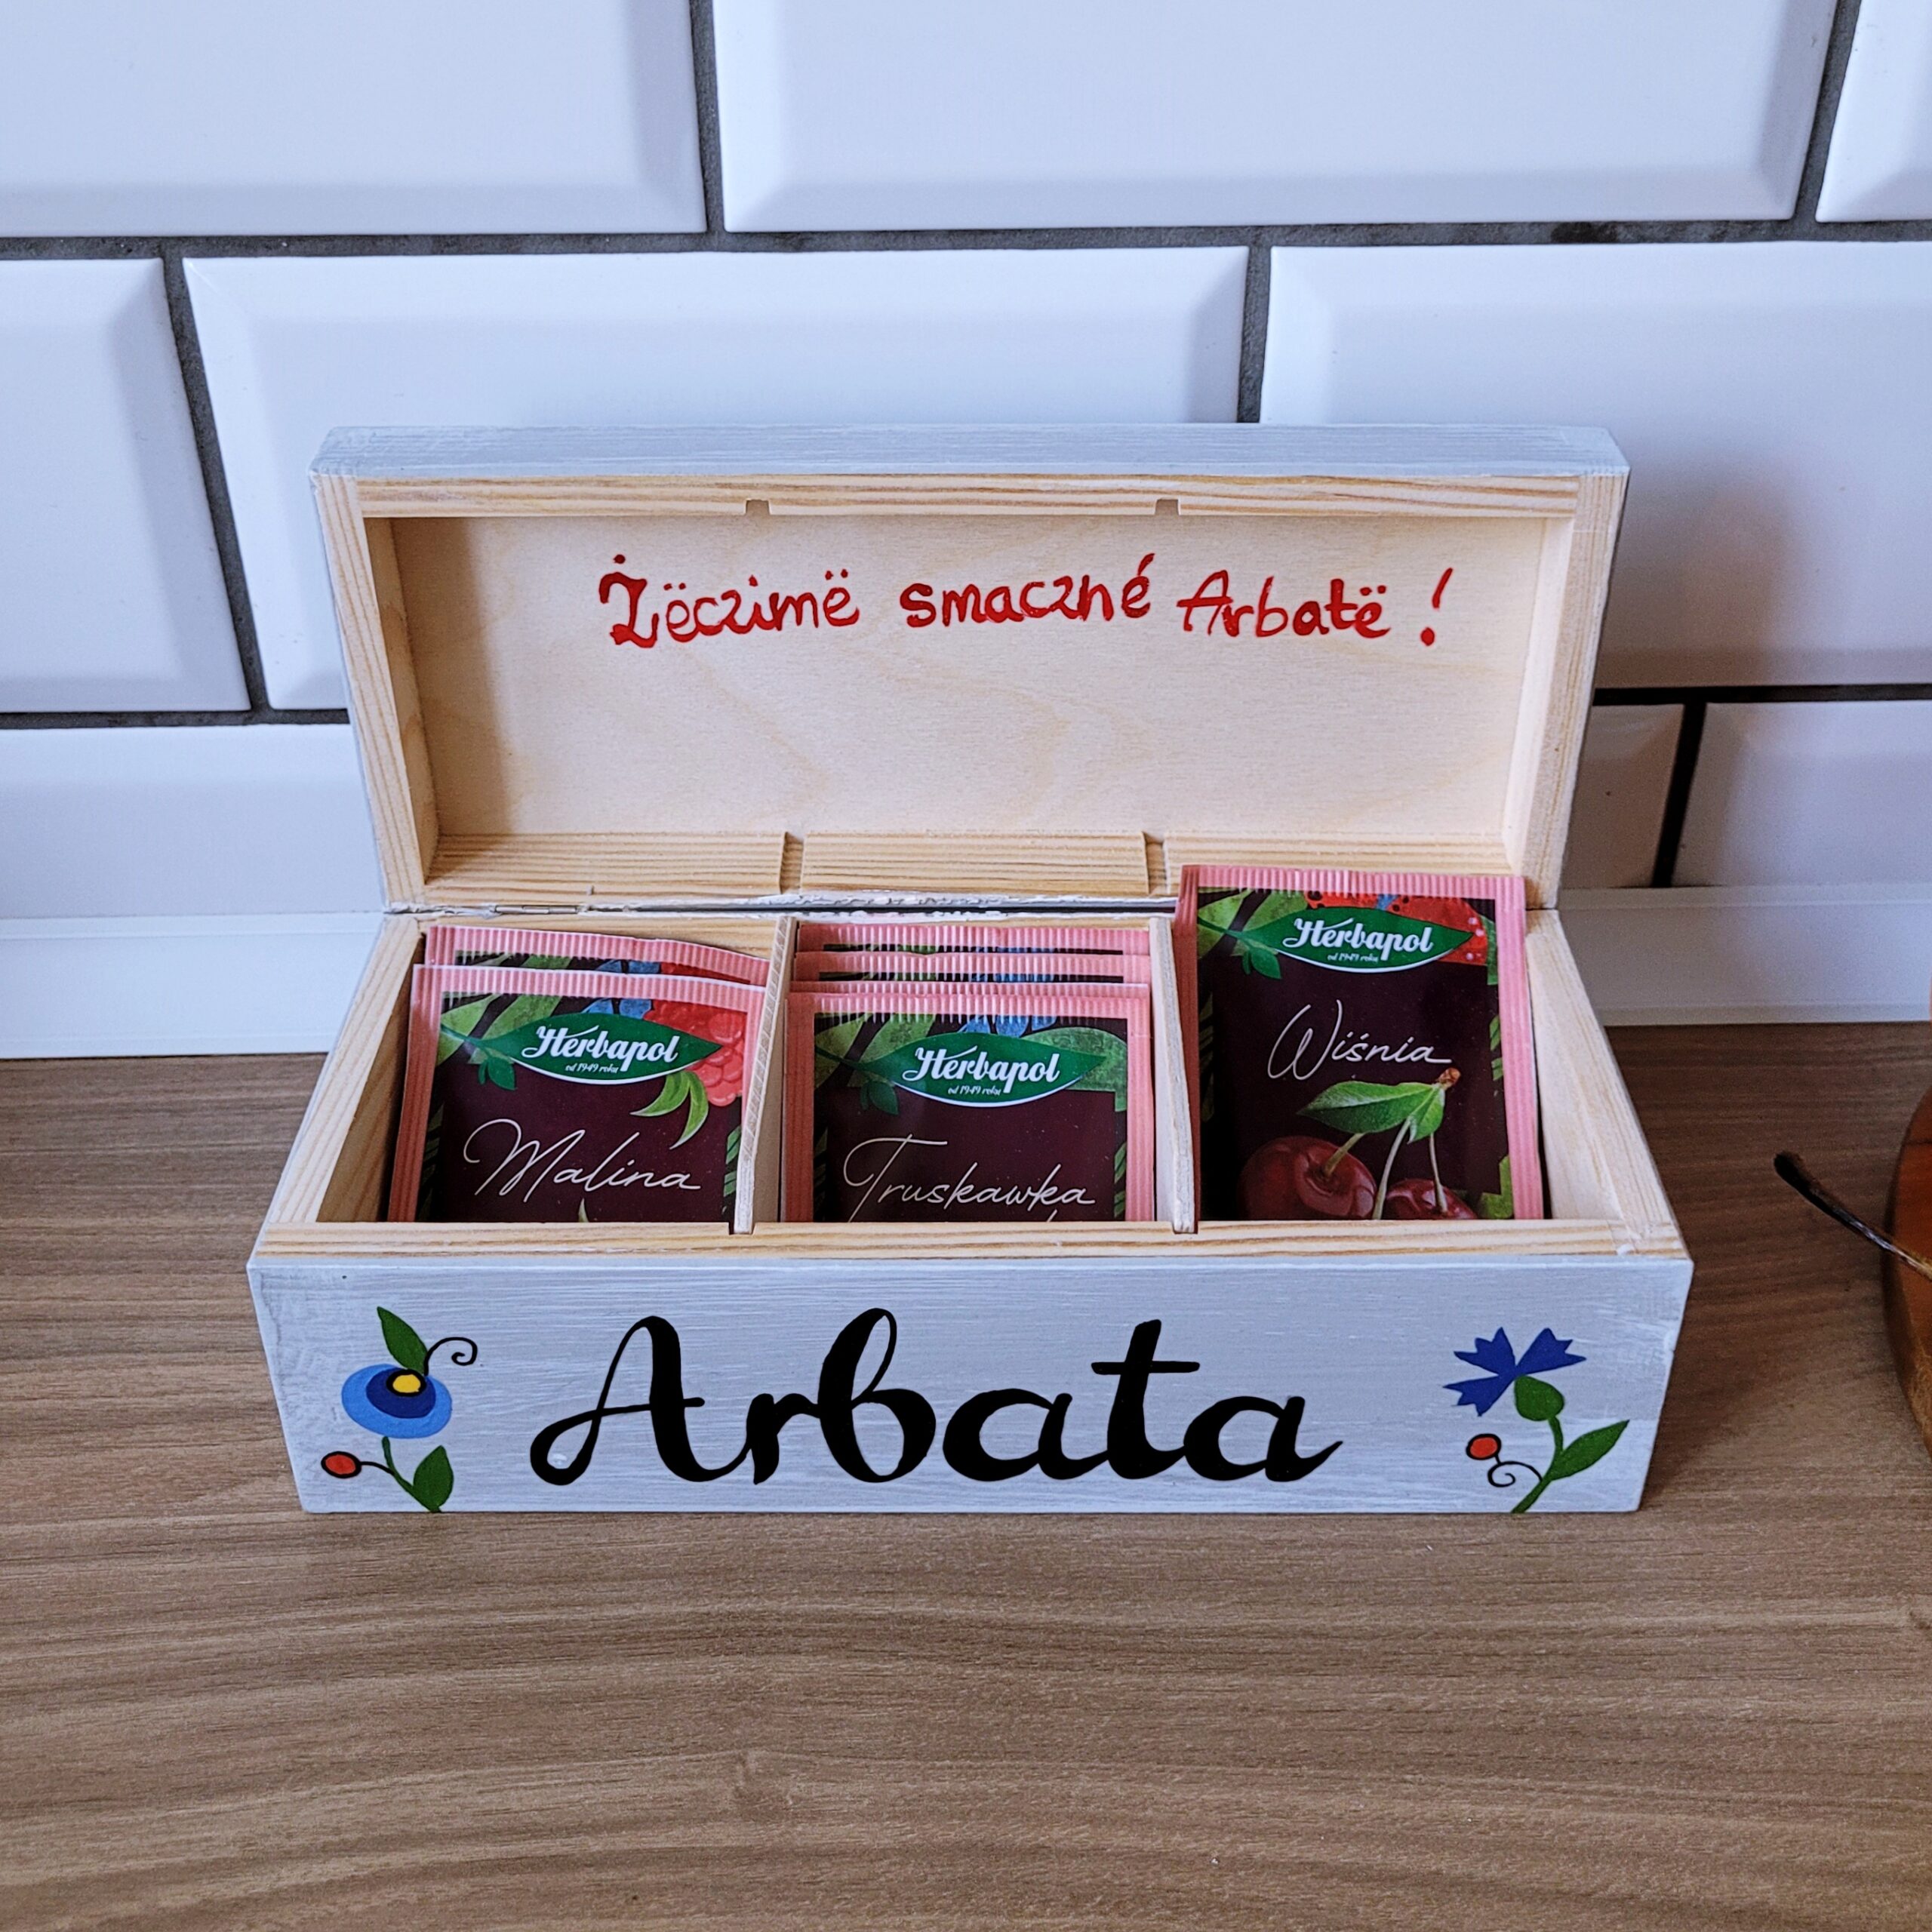 Żëczimë smaczné Arbatë !
Herbapol
od 1949 roku
Malina
Herbapol
od 1949 roku
Truskawka
Herbapol
od 1949 roku
Wiśnia
Arbata